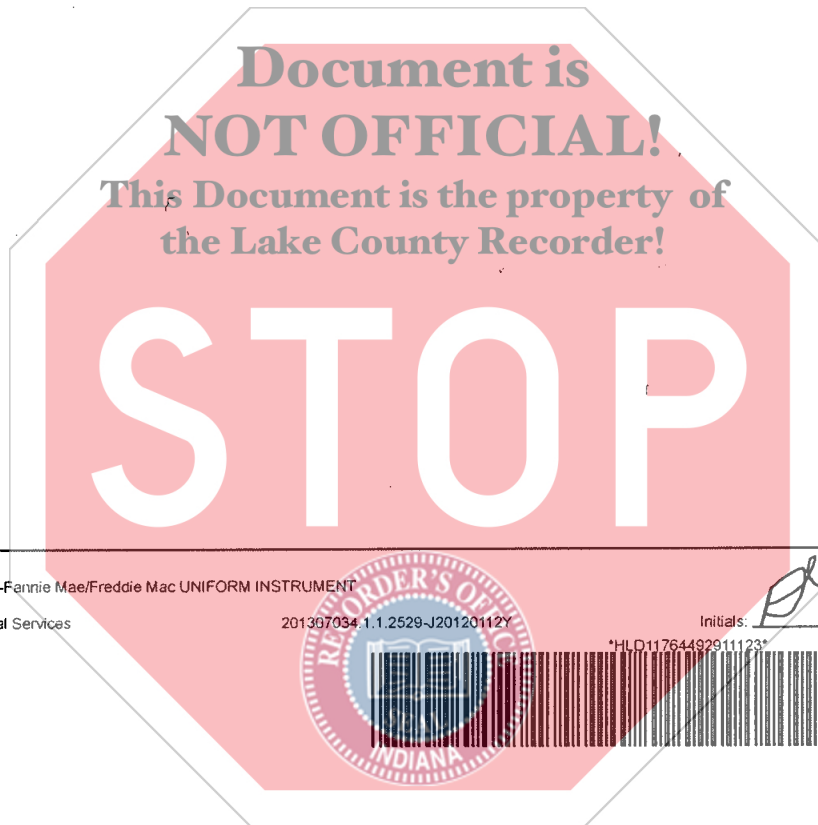 Document is
NOT OFFICIAL!
This Document is the property of
the Lake County Recorder!
STOP
-Fannie Mae/Freddie Mac UNIFORM INSTRUMENT
al Services 201307034.1.1.2529-J20120112Y Initials:
*HLD11764492911123*
RECORDER'S OFFICE
SEAL
INDIANA